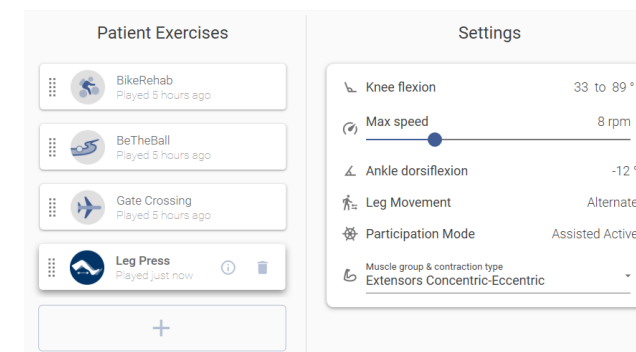 Patient Exercises
BikeRehab
Played 5 hours ago
BeTheBall
Played 5 hours ago
Gate Crossing
Played 5 hours ago
Leg Press
Played just now
Settings
Knee flexion 33 to 89 °
Max speed 8 rpm
Ankle dorsiflexion -12 °
Leg Movement Alternate
Participation Mode Assisted Active
Muscle group & contraction type
Extensors Concentric-Eccentric